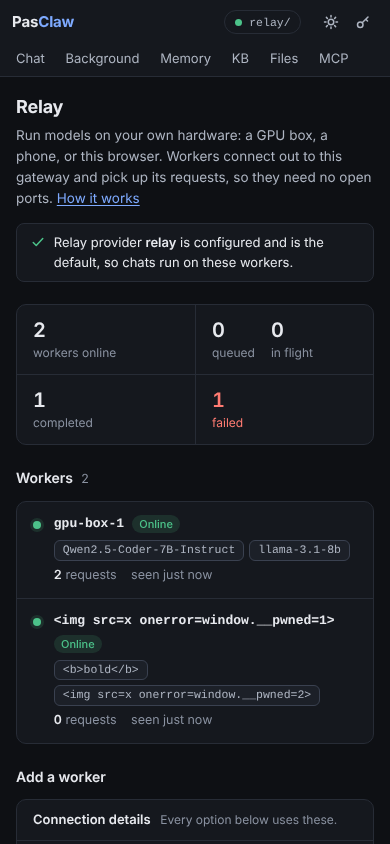 PasClaw
relay/
Chat Background Memory KB Files MCP
Relay
Run models on your own hardware: a GPU box, a
phone, or this browser. Workers connect out to this
gateway and pick up its requests, so they need no open
ports. How it works
Relay provider relay is configured and is the
default, so chats run on these workers.
2
workers online
0
queued
0
in flight
1
completed
1
failed
Workers 2
gpu-box-1 Online
Qwen2.5-Coder-7B-Instruct llama-3.1-8b
2 requests seen just now
<img src=x onerror=window.__pwned=1>
Online
<b>bold</b>
<img src=x onerror=window.__pwned=2>
0 requests seen just now
Add a worker
Connection details Every option below uses these.